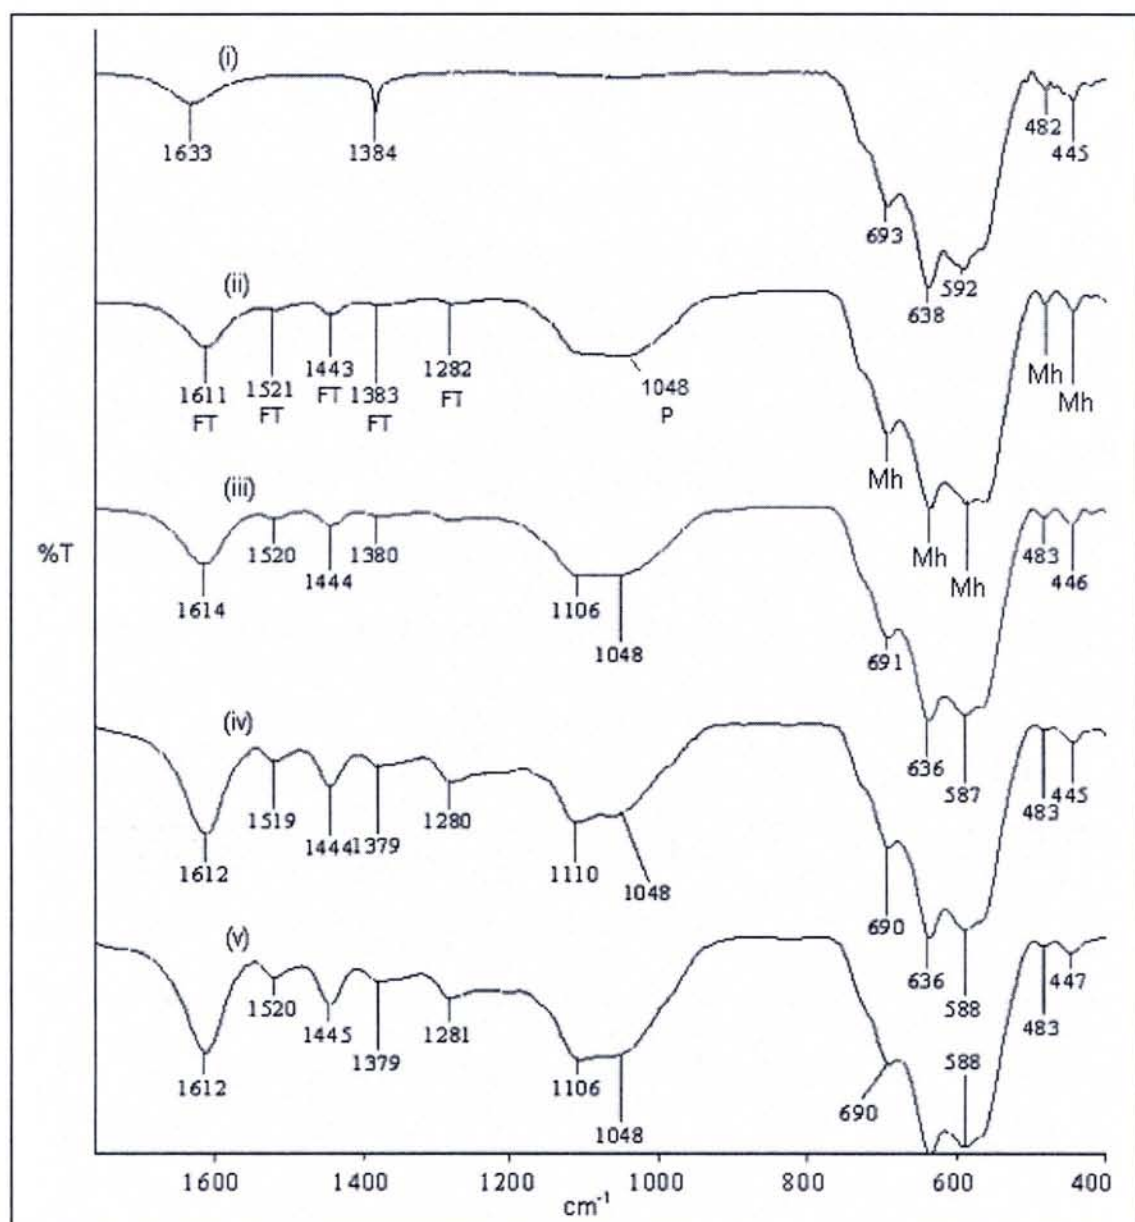 (i)
1633
1384
693
638
592
482
445
(ii)
1611
FT
1521
FT
1443
FT
1383
FT
1282
FT
1048
P
Mh
Mh
Mh
Mh
Mh
(iii)
%T
1614
1520
1444
1380
1106
1048
691
636
587
483
446
(iv)
1612
1519
1444
1379
1280
1110
1048
690
636
588
483
445
(v)
1612
1520
1445
1379
1281
1106
1048
690
588
483
447
1600 1400 1200 1000 800 600 400
cm-1